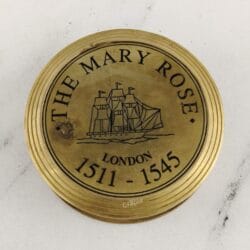 · THE MARY ROSE ·
LONDON
1511 - 1545